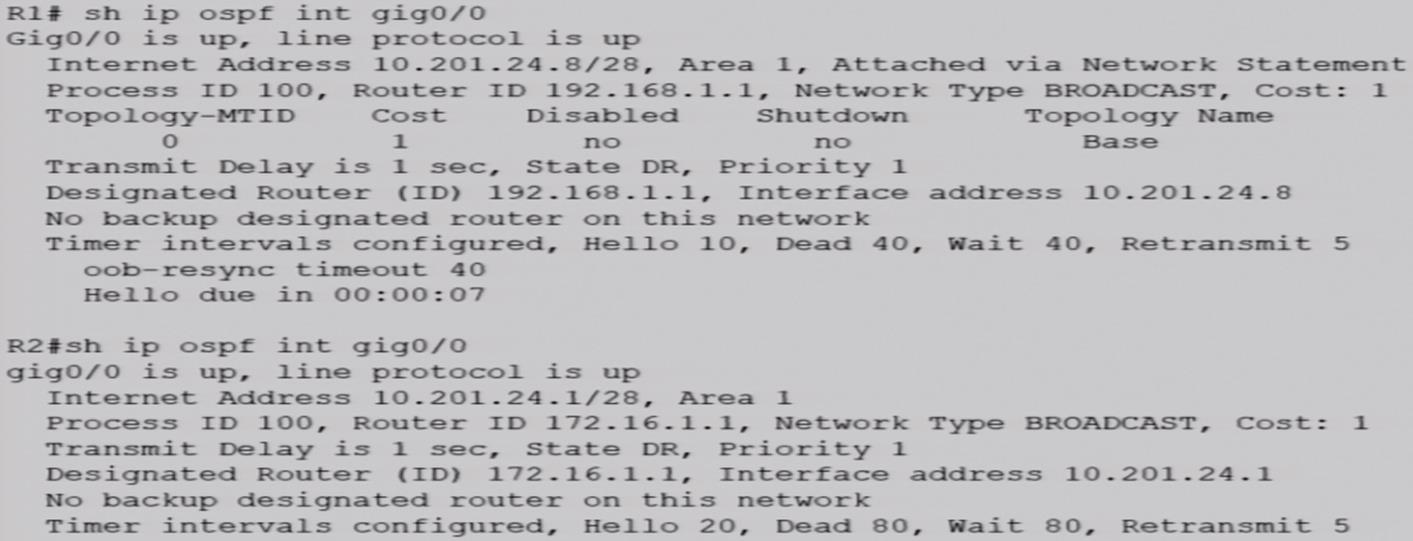 R1# sh ip ospf int gig0/0
Gig0/0 is up, line protocol is up
Internet Address 10.201.24.8/28, Area 1, Attached via Network Statement
Process ID 100, Router ID 192.168.1.1, Network Type BROADCAST, Cost: 1
Topology-MTID Cost Disabled Shutdown Topology Name
0 1 no no Base
Transmit Delay is 1 sec, State DR, Priority 1
Designated Router (ID) 192.168.1.1, Interface address 10.201.24.8
No backup designated router on this network
Timer intervals configured, Hello 10, Dead 40, Wait 40, Retransmit 5
oob-resync timeout 40
Hello due in 00:00:07
R2#sh ip ospf int gig0/0
gig0/0 is up, line protocol is up
Internet Address 10.201.24.1/28, Area 1
Process ID 100, Router ID 172.16.1.1, Network Type BROADCAST, Cost: 1
Transmit Delay is 1 sec, State DR, Priority 1
Designated Router (ID) 172.16.1.1, Interface address 10.201.24.1
No backup designated router on this network
Timer intervals configured, Hello 20, Dead 80, Wait 80, Retransmit 5